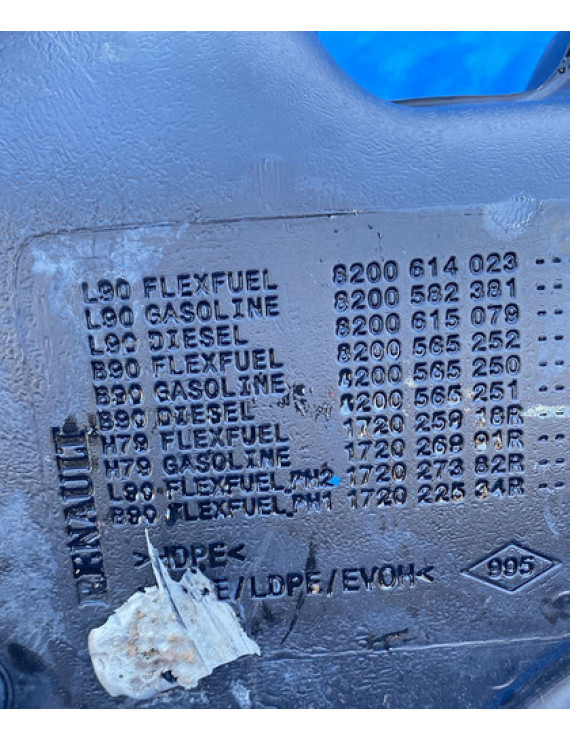 L90 FLEXFUEL 8200 614 023 --
L90 GASOLINE 8200 582 381 --
L90 DIESEL 8200 615 079 --
B90 FLEXFUEL 8200 565 252 --
B90 GASOLINE 8200 565 250 --
B90 DIESEL 8200 565 251 --
H79 FLEXFUEL 1720 259 18R
H79 GASOLINE 1720 269 91R --
L90 FLEXFUEL.PH2 1720 273 82R --
B90 FLEXFUEL.PH1 1720 225 34R --
RENAULT
>HDPE<
E/LDPE/EVOH<
995